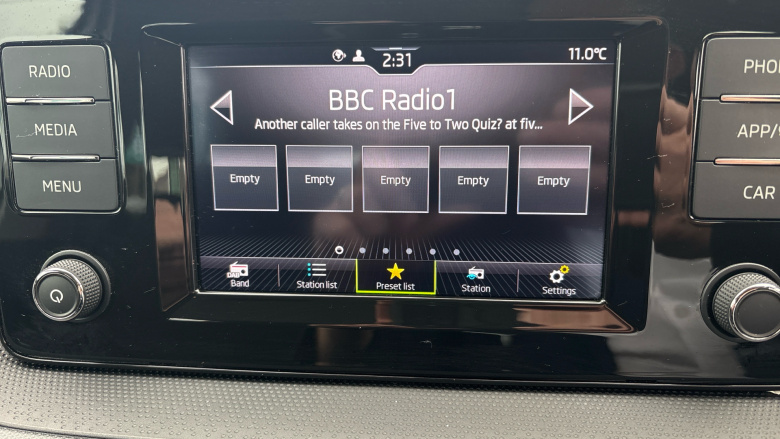 RADIO
MEDIA
MENU
2:31
11.0°C
BBC Radio1
Another caller takes on the Five to Two Quiz? at fiv...
Empty Empty Empty Empty Empty
DAB
Band
Station list
Preset list
Station
Settings
PHO
APP/
CAR